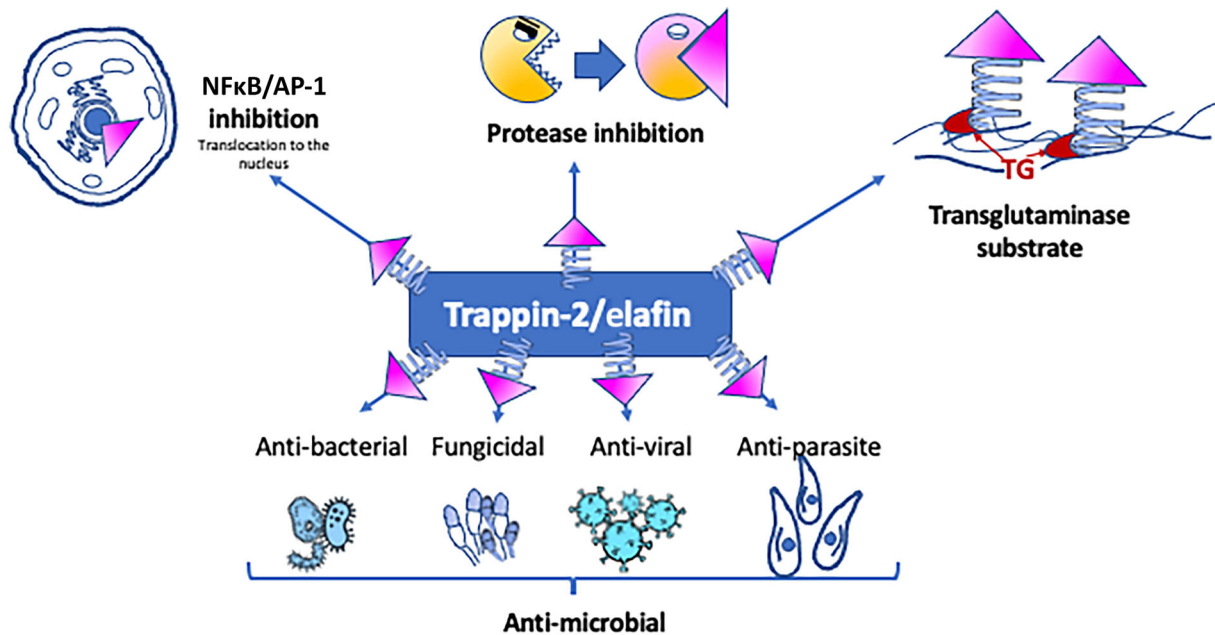 NFκB/AP-1
inhibition
Translocation to the
nucleus
Protease inhibition
TG
Transglutaminase
substrate
Trappin-2/elafin
Anti-bacterial
Fungicidal
Anti-viral
Anti-parasite
Anti-microbial